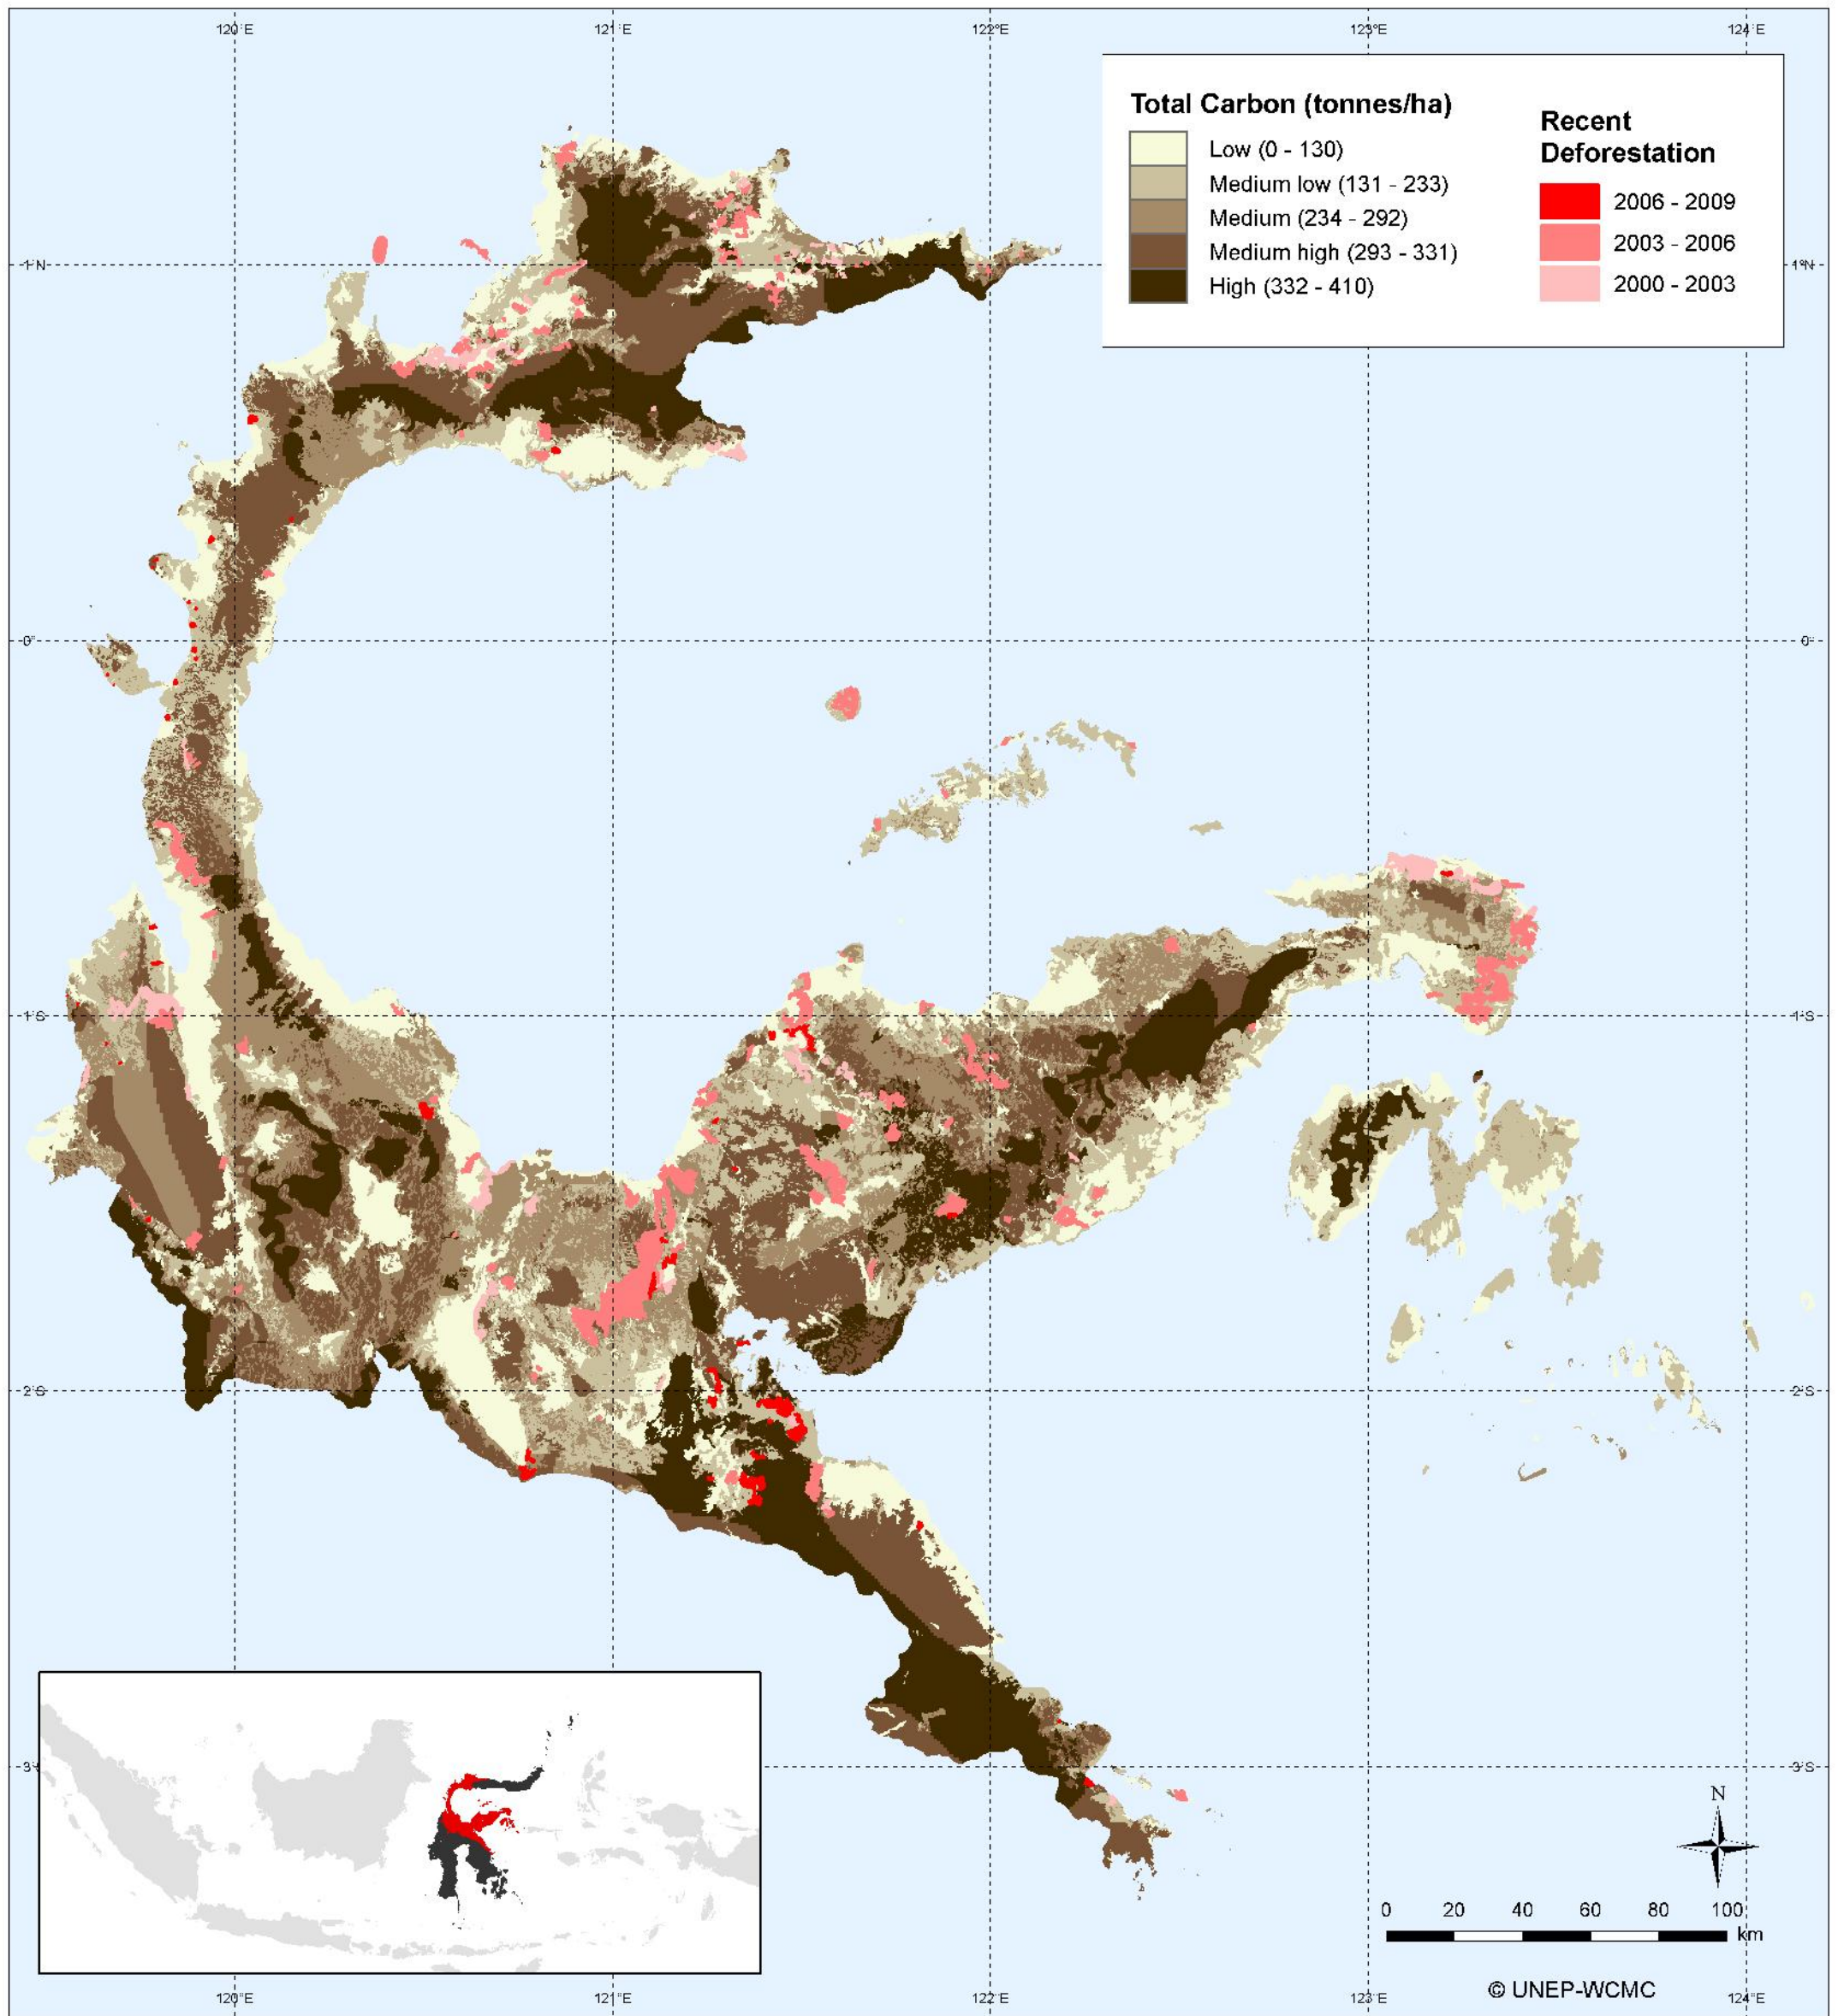 120°E 121°E 122°E 123°E 124°E
Total Carbon (tonnes/ha)
Low (0 - 130)
Medium low (131 - 233)
Medium (234 - 292)
Medium high (293 - 331)
High (332 - 410)
Recent
Deforestation
2006 - 2009
2003 - 2006
2000 - 2003
1°N 1°N
0° 0°
1°S 1°S
2°S 2°S
3°S 3°S
N
0 20 40 60 80 100
km
© UNEP-WCMC
120°E 121°E 122°E 123°E 124°E